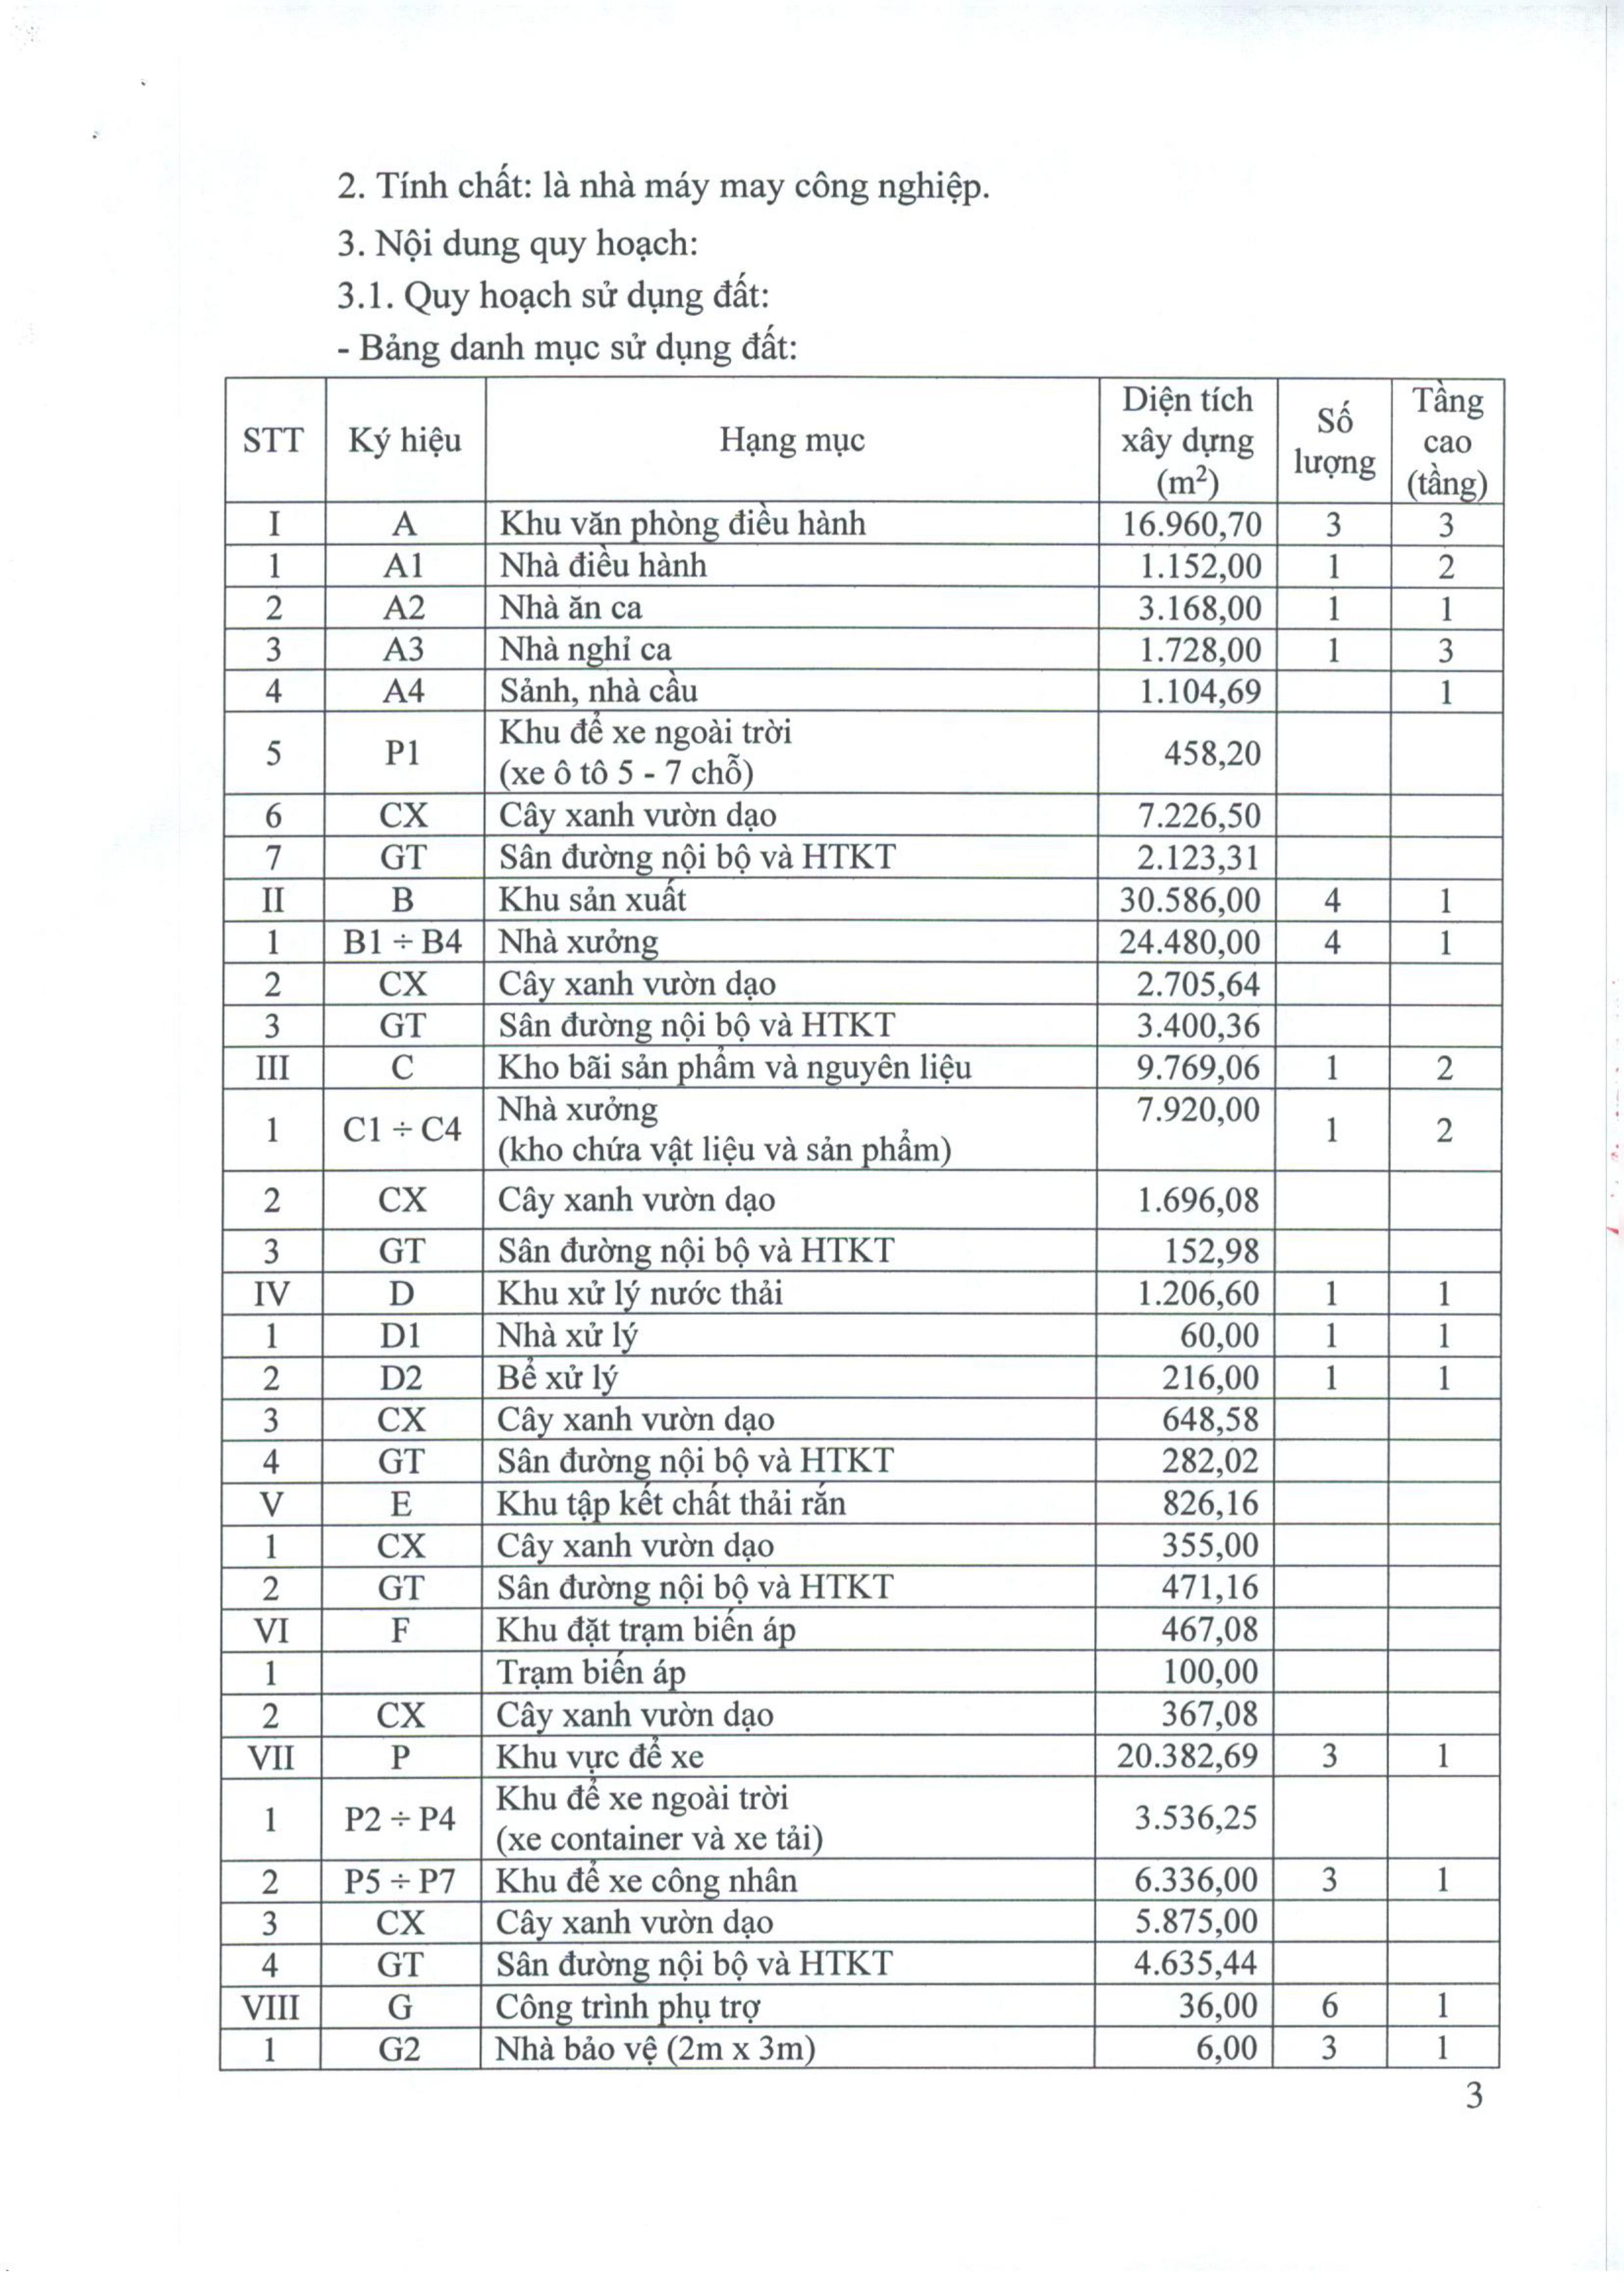 2. Tính chất: là nhà máy may công nghiệp.
3. Nội dung quy hoạch:
3.1. Quy hoạch sử dụng đất:
- Bảng danh mục sử dụng đất:
STT Ký hiệu Hạng mục Diện tích xây dựng (m²) Số lượng Tầng cao (tầng)
I A Khu văn phòng điều hành 16.960,70 3 3
1 A1 Nhà điều hành 1.152,00 1 2
2 A2 Nhà ăn ca 3.168,00 1 1
3 A3 Nhà nghỉ ca 1.728,00 1 3
4 A4 Sảnh, nhà cầu 1.104,69 1
5 P1 Khu để xe ngoài trời
(xe ô tô 5 - 7 chỗ) 458,20
6 CX Cây xanh vườn dạo 7.226,50
7 GT Sân đường nội bộ và HTKT 2.123,31
II B Khu sản xuất 30.586,00 4 1
1 B1 ÷ B4 Nhà xưởng 24.480,00 4 1
2 CX Cây xanh vườn dạo 2.705,64
3 GT Sân đường nội bộ và HTKT 3.400,36
III C Kho bãi sản phẩm và nguyên liệu 9.769,06 1 2
1 C1 ÷ C4 Nhà xưởng 7.920,00 1 2
(kho chứa vật liệu và sản phẩm)
2 CX Cây xanh vườn dạo 1.696,08
3 GT Sân đường nội bộ và HTKT 152,98
IV D Khu xử lý nước thải 1.206,60 1 1
1 D1 Nhà xử lý 60,00 1 1
2 D2 Bể xử lý 216,00 1 1
3 CX Cây xanh vườn dạo 648,58
4 GT Sân đường nội bộ và HTKT 282,02
V E Khu tập kết chất thải rắn 826,16
1 CX Cây xanh vườn dạo 355,00
2 GT Sân đường nội bộ và HTKT 471,16
VI F Khu đặt trạm biến áp 467,08
1 Trạm biến áp 100,00
2 CX Cây xanh vườn dạo 367,08
VII P Khu vực để xe 20.382,69 3 1
1 P2 ÷ P4 Khu để xe ngoài trời
(xe container và xe tải) 3.536,25
2 P5 ÷ P7 Khu để xe công nhân 6.336,00 3 1
3 CX Cây xanh vườn dạo 5.875,00
4 GT Sân đường nội bộ và HTKT 4.635,44
VIII G Công trình phụ trợ 36,00 6 1
1 G2 Nhà bảo vệ (2m x 3m) 6,00 3 1
3